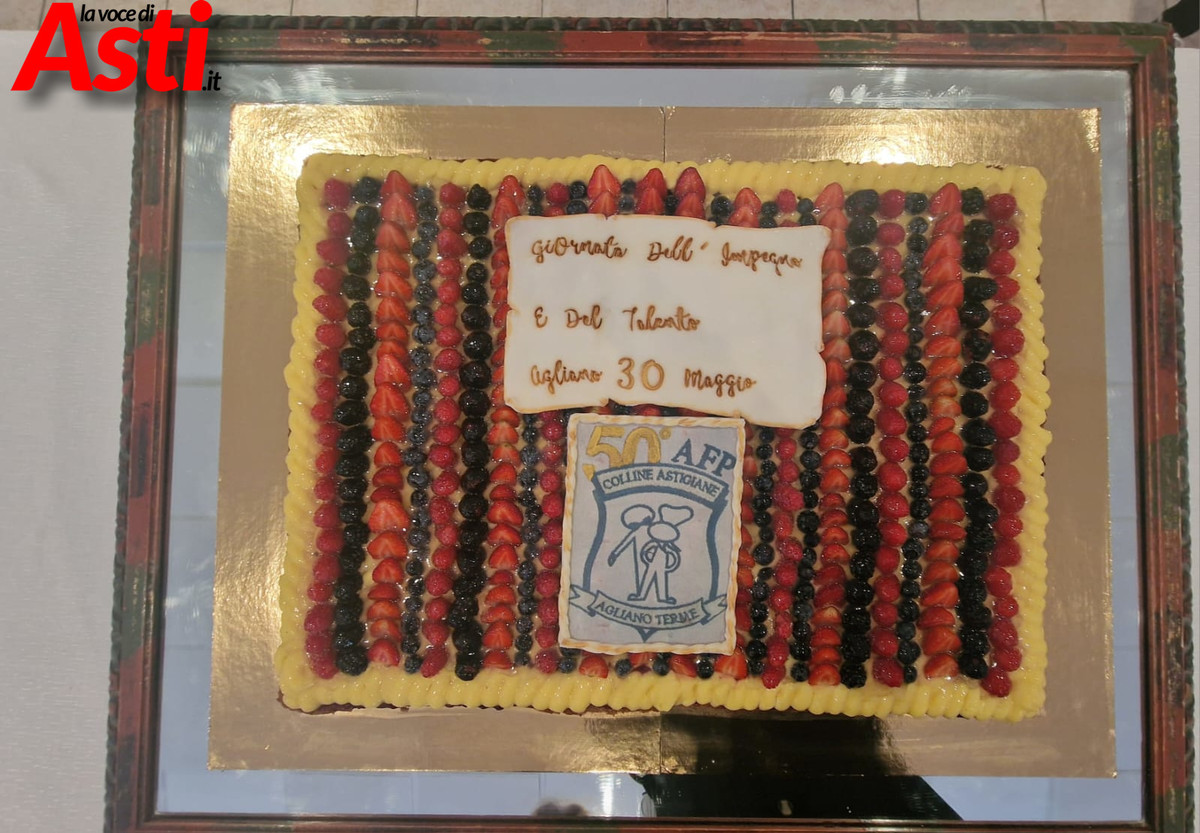 la voce di
Asti.it
Giornata Dell' Impegno
E Del Talento
Agliano 30 Maggio
50° AFP
COLLINE ASTIGIANE
AGLIANO TERME